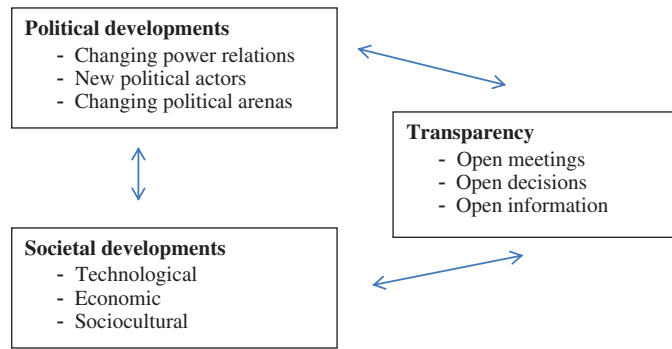 Political developments
- Changing power relations
- New political actors
- Changing political arenas
Transparency
- Open meetings
- Open decisions
- Open information
Societal developments
- Technological
- Economic
- Sociocultural